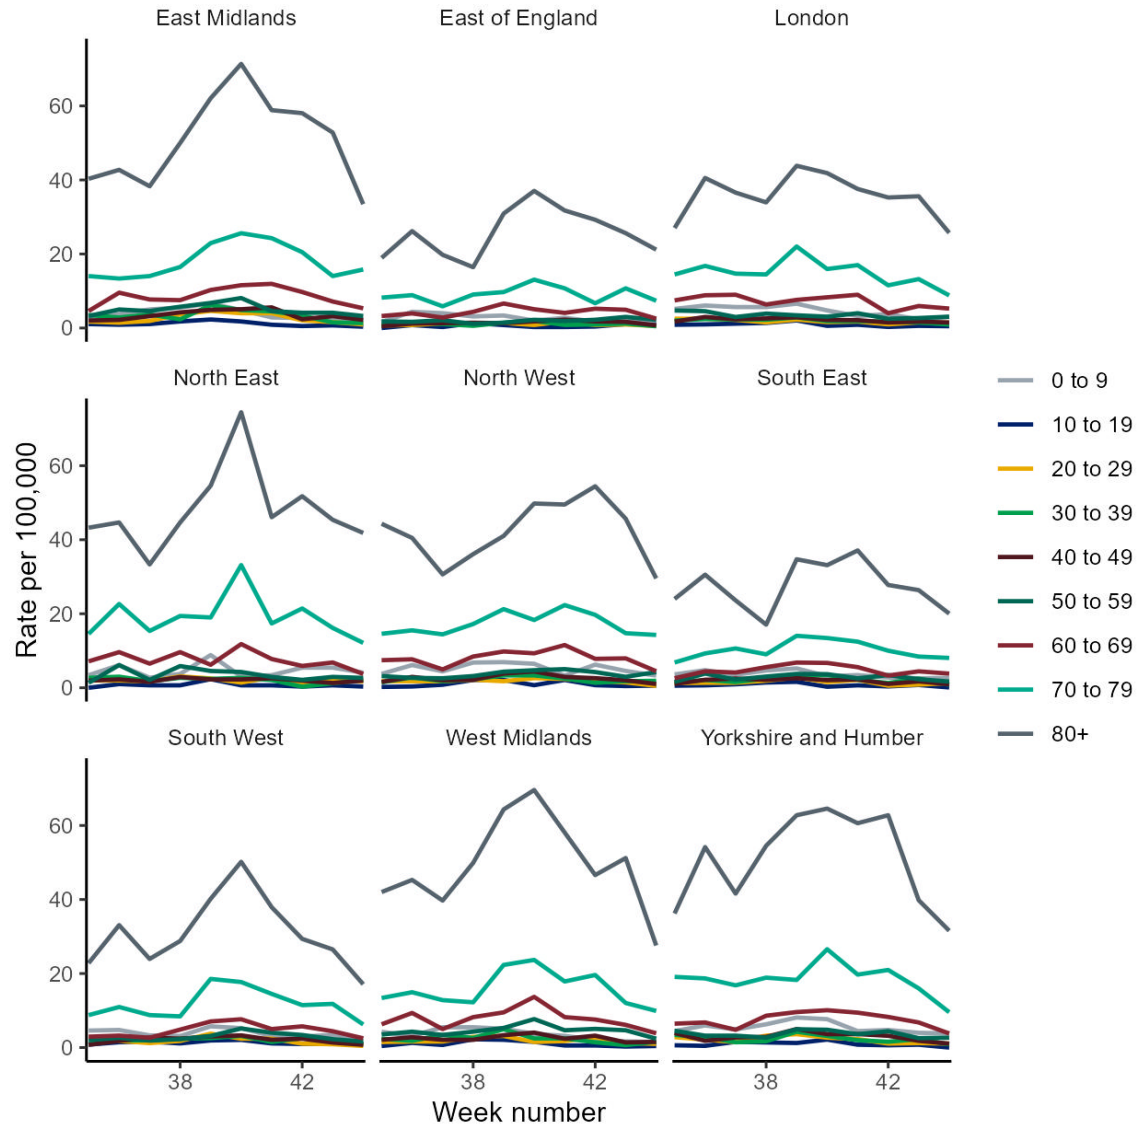 East Midlands East of England London
60
40
20
0
North East North West South East
60
40
20
0
South West West Midlands Yorkshire and Humber
60
40
20
0
38 42 38 42 38 42
Week number
Rate per 100,000
0 to 9
10 to 19
20 to 29
30 to 39
40 to 49
50 to 59
60 to 69
70 to 79
80+